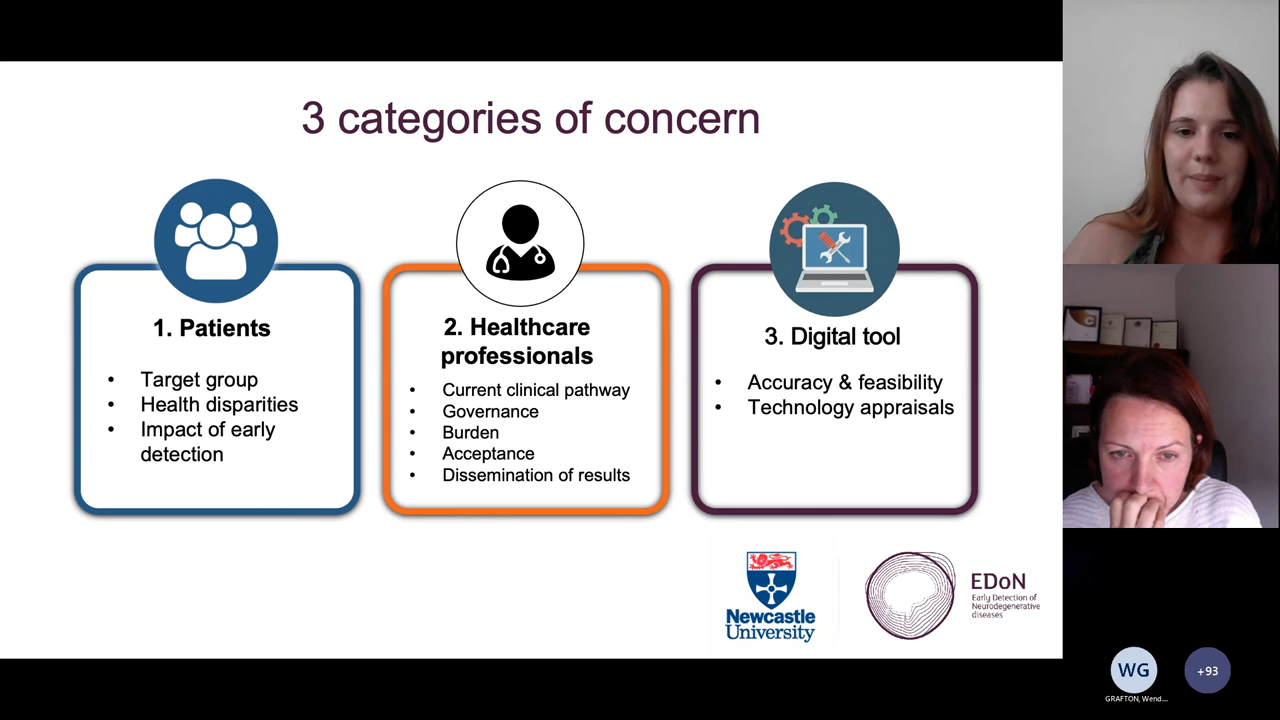 3 categories of concern
1. Patients
• Target group
• Health disparities
• Impact of early
detection
2. Healthcare
professionals
• Current clinical pathway
• Governance
• Burden
• Acceptance
• Dissemination of results
3. Digital tool
• Accuracy & feasibility
• Technology appraisals
Newcastle
University
EDoN
Early Detection of
Neurodegenerative
diseases
WG
GRAFTON, Wend...
+93